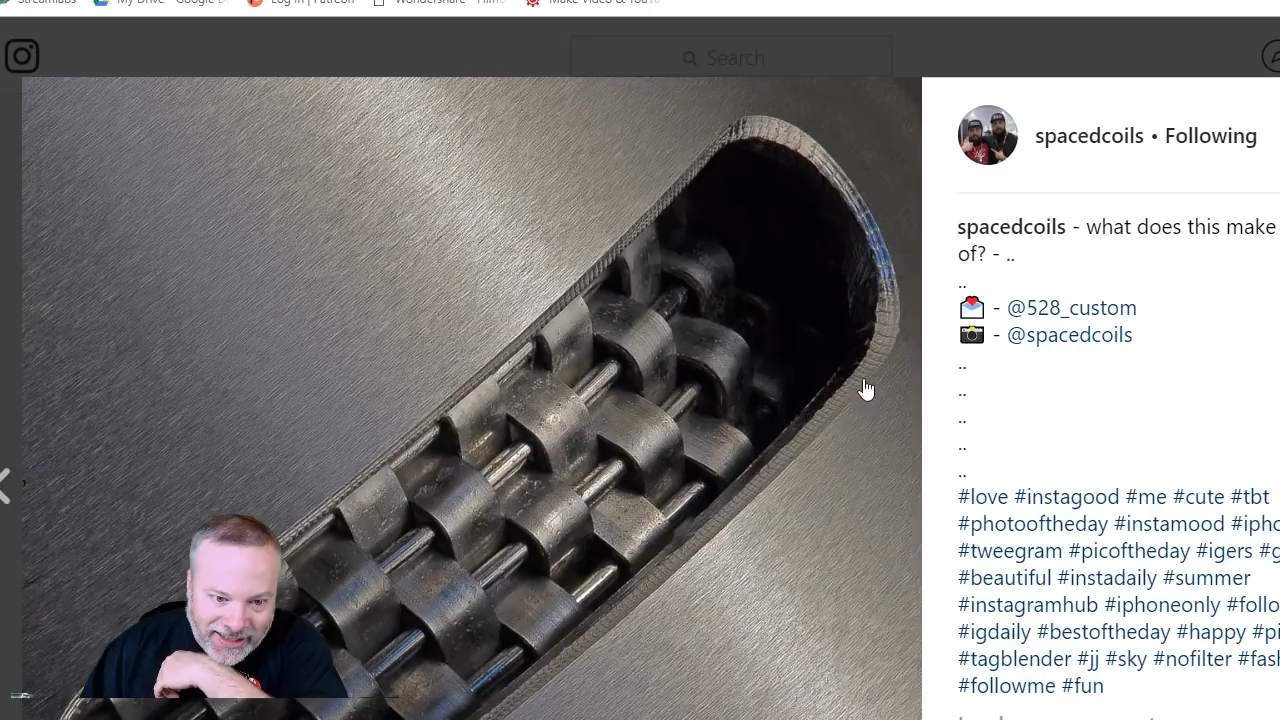 Search
spacedcoils • Following
spacedcoils - what does this make
of? - ..
..
- @528_custom
- @spacedcoils
..
..
..
..
..
#love #instagood #me #cute #tbt
#photooftheday #instamood
#tweegram #picoftheday #igers
#beautiful #instadaily #summer
#instagramhub #iphoneonly
#igdaily #bestoftheday #happy
#tagblender #jj #sky #nofilter
#followme #fun